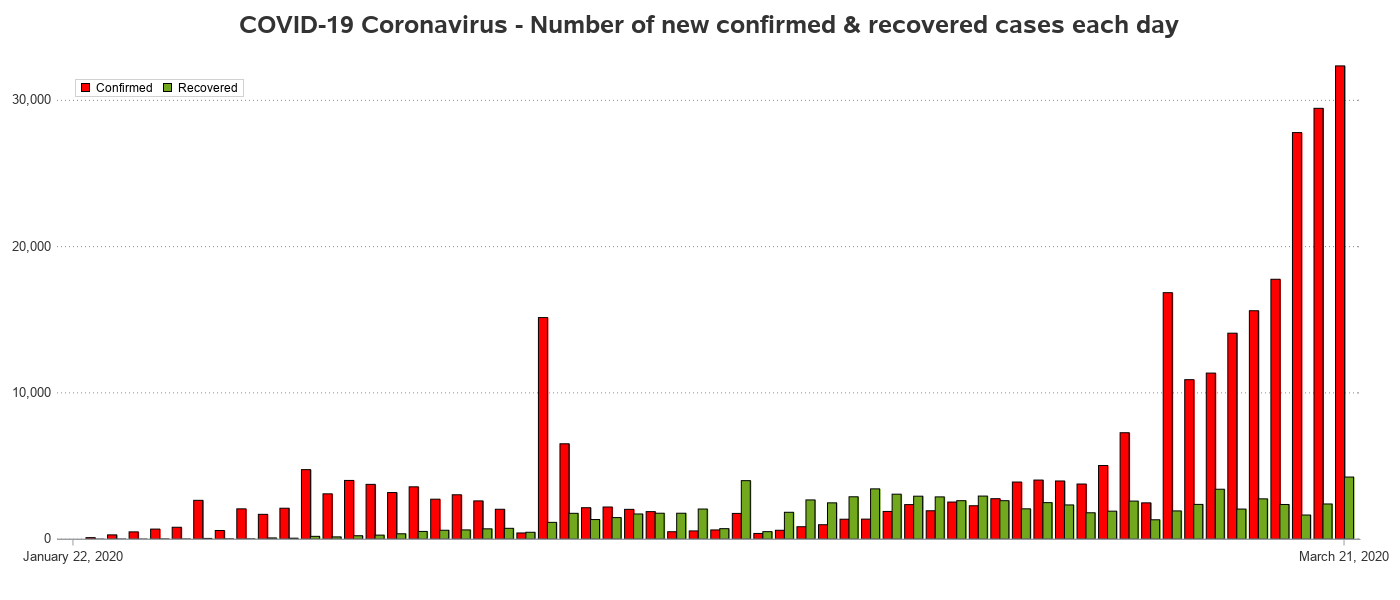 COVID-19 Coronavirus - Number of new confirmed & recovered cases each day
Confirmed Recovered
30,000
20,000
10,000
0
January 22, 2020 March 21, 2020